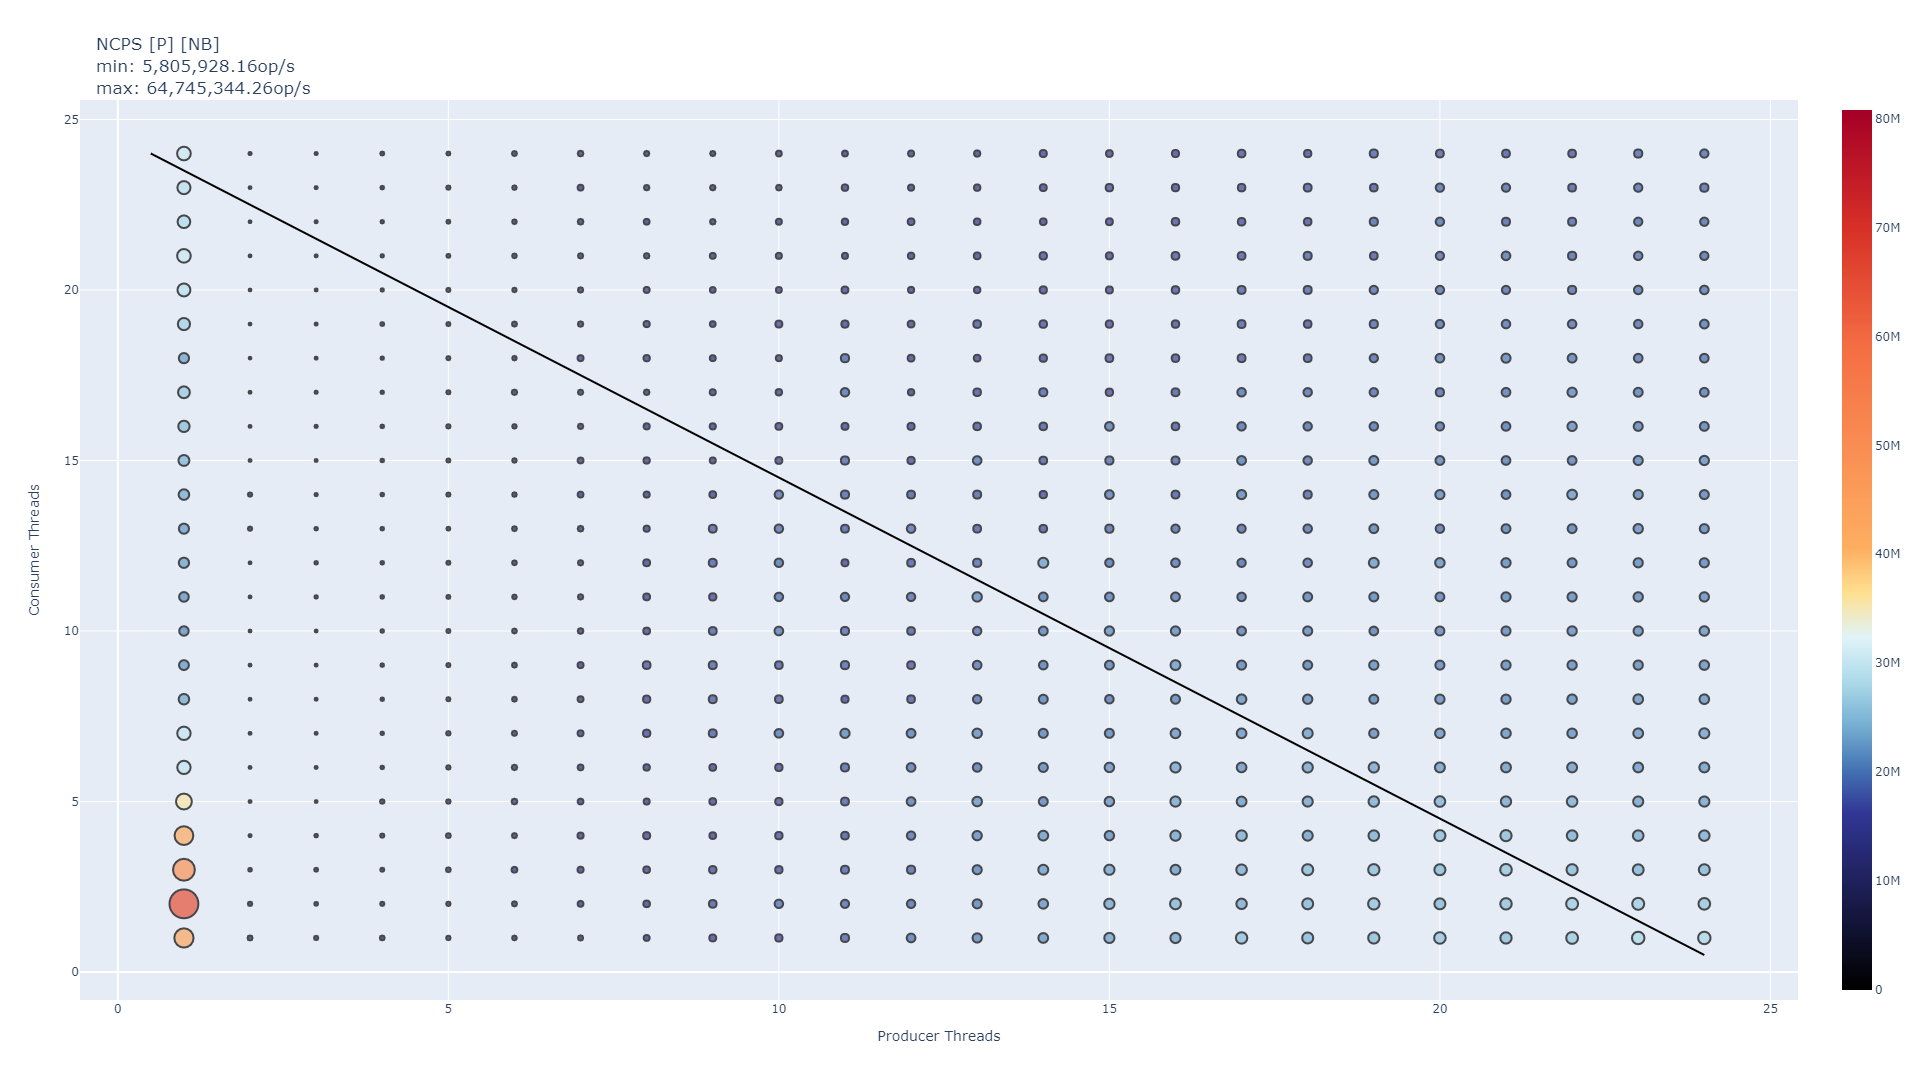 NCPS [P] [NB]
min: 5,805,928.16op/s
max: 64,745,344.26op/s
25
20
15
10
5
0
Consumer Threads
0
5
10
15
20
25
Producer Threads
80M
70M
60M
50M
40M
30M
20M
10M
0